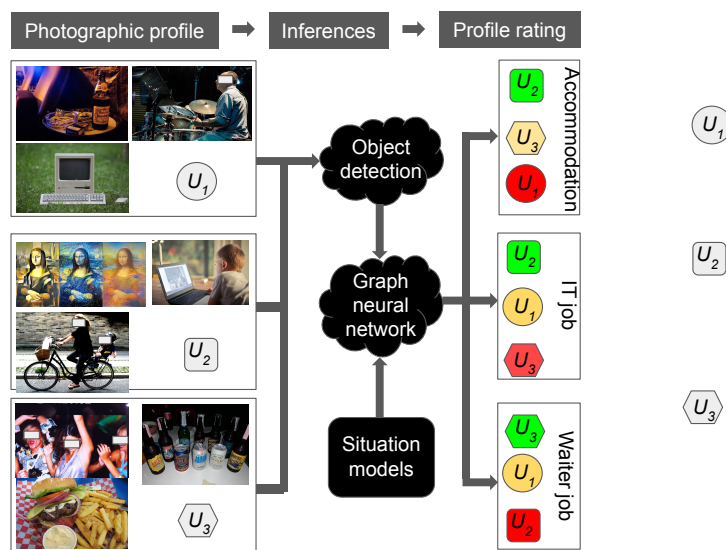 Photographic profile
Inferences
Profile rating
U1
U2
U3
Object
detection
Graph
neural
network
Situation
models
Accommodation
U2
U3
U1
IT job
U2
U1
U3
Waiter job
U3
U1
U2
U1
U2
U3